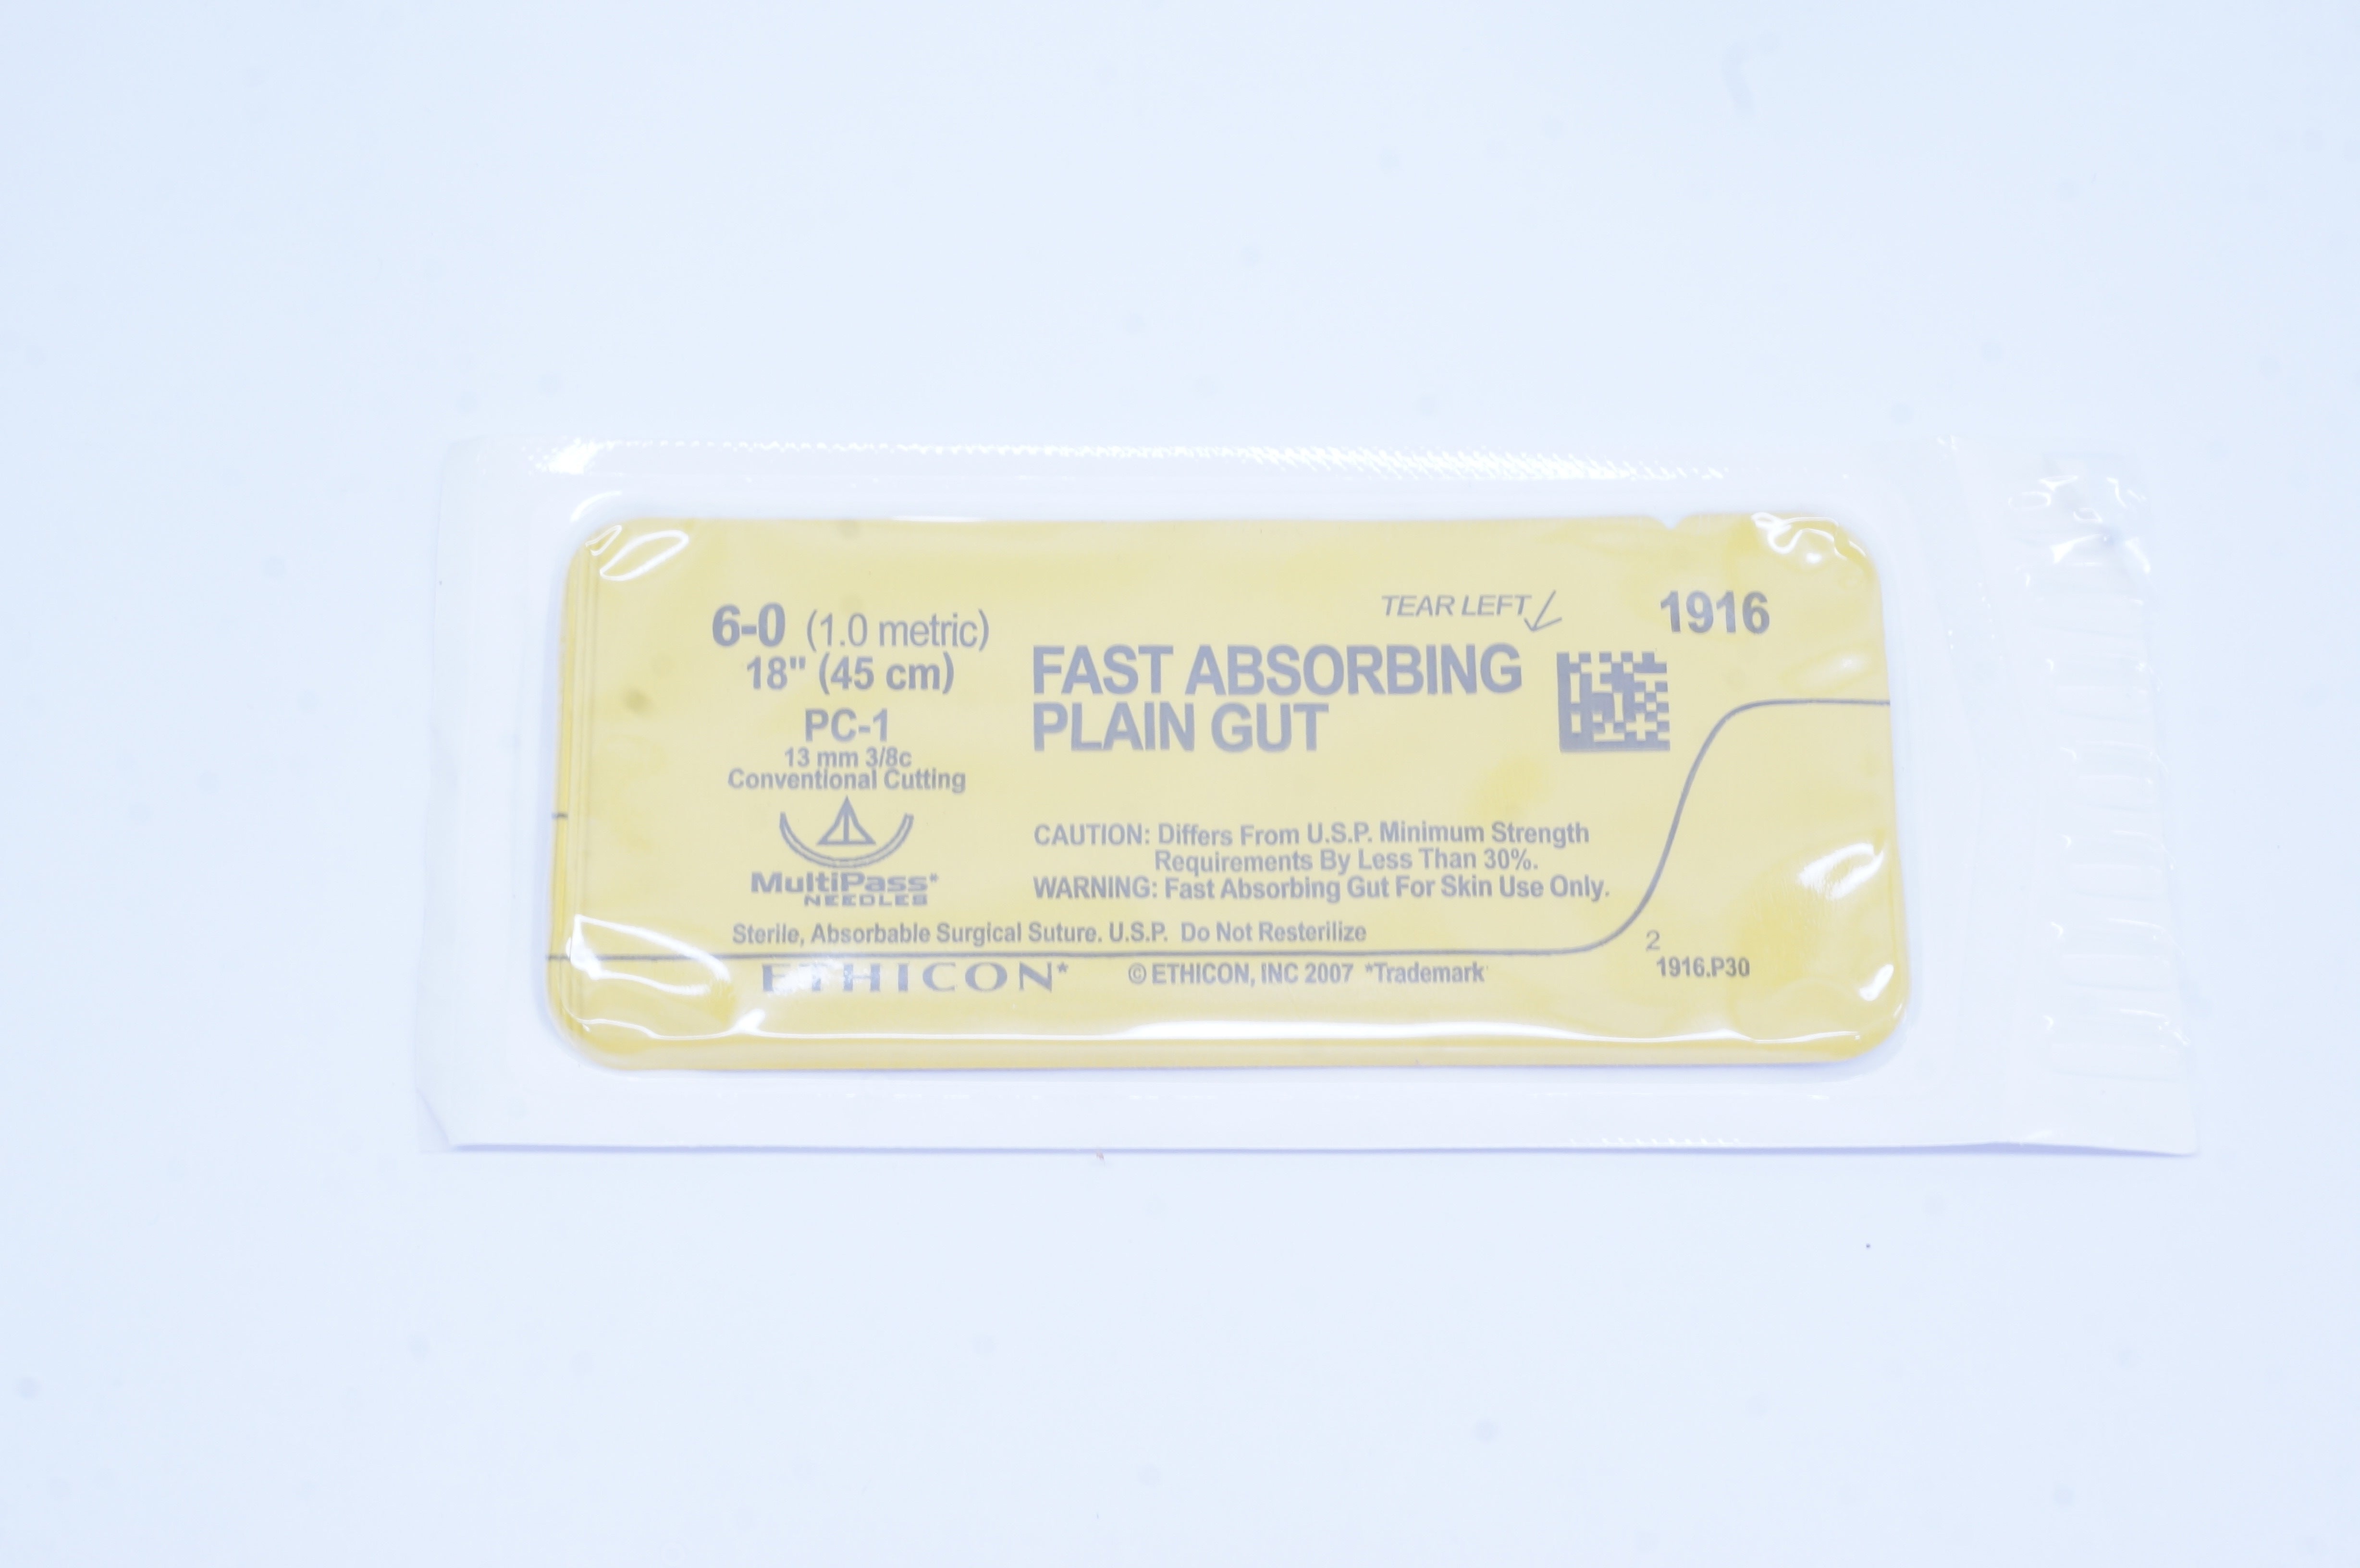 6-0 (1.0 metric)
18" (45 cm)
PC-1
13 mm 3/8c
Conventional Cutting
MultiPass*
NEEDLES
TEAR LEFT
1916
FAST ABSORBING
PLAIN GUT
CAUTION: Differs From U.S.P. Minimum Strength
Requirements By Less Than 30%.
WARNING: Fast Absorbing Gut For Skin Use Only.
Sterile, Absorbable Surgical Suture. U.S.P. Do Not Resterilize
ETHICON* © ETHICON, INC 2007 *Trademark
2
1916.P30